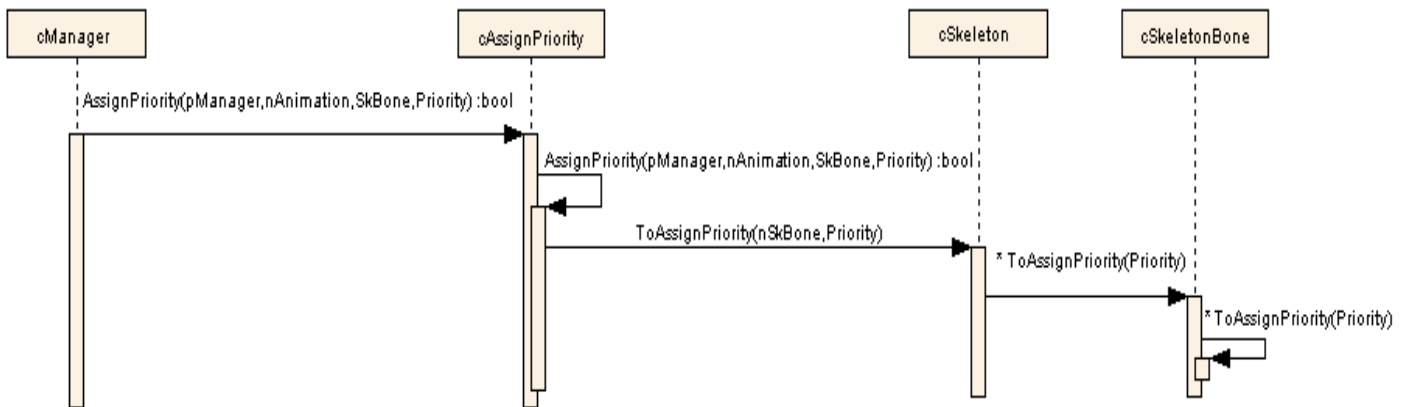 cManager
cAssignPriority
cSkeleton
cSkeletonBone
AssignPriority(pManager,nAnimation,SkBone,Priority) :bool
AssignPriority(pManager,nAnimation,SkBone,Priority) :bool
ToAssignPriority(nSkBone,Priority)
* ToAssignPriority(Priority)
* ToAssignPriority(Priority)